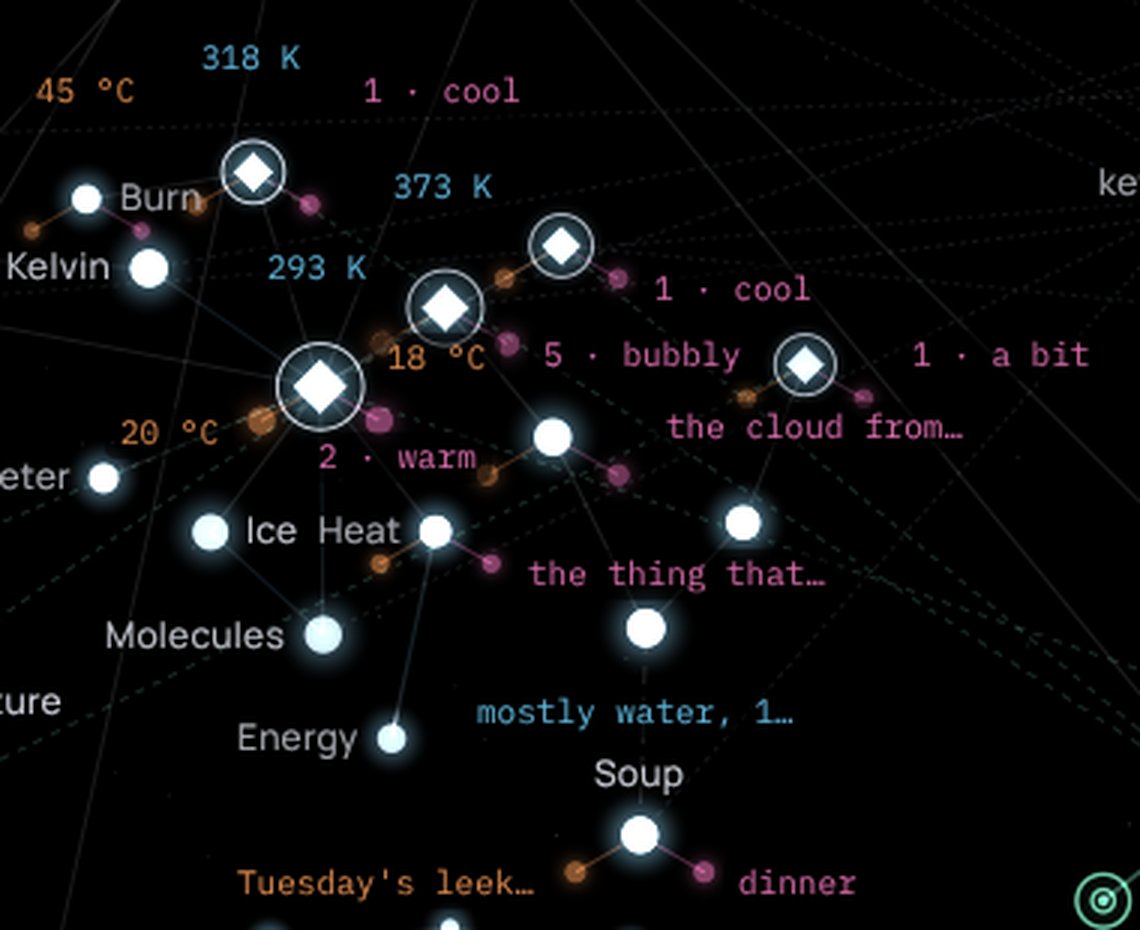 318 K
45 °C
1 · cool
373 K
ke
Burn
Kelvin
293 K
1 · cool
18 °C
5 · bubbly
1 · a bit
20 °C
the cloud from…
2 · warm
eter
Ice
Heat
the thing that…
Molecules
ture
mostly water, 1…
Energy
Soup
Tuesday's leek…
dinner